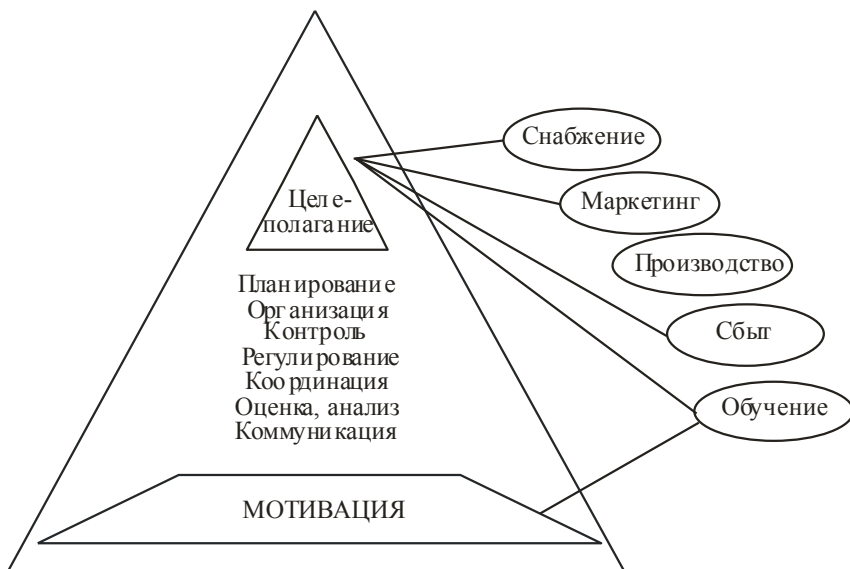 Целе-
полагание
Планирование
Организация
Контроль
Регулирование
Координация
Оценка, анализ
Коммуникация
МОТИВАЦИЯ
Снабжение
Маркетинг
Производство
Сбыт
Обучение